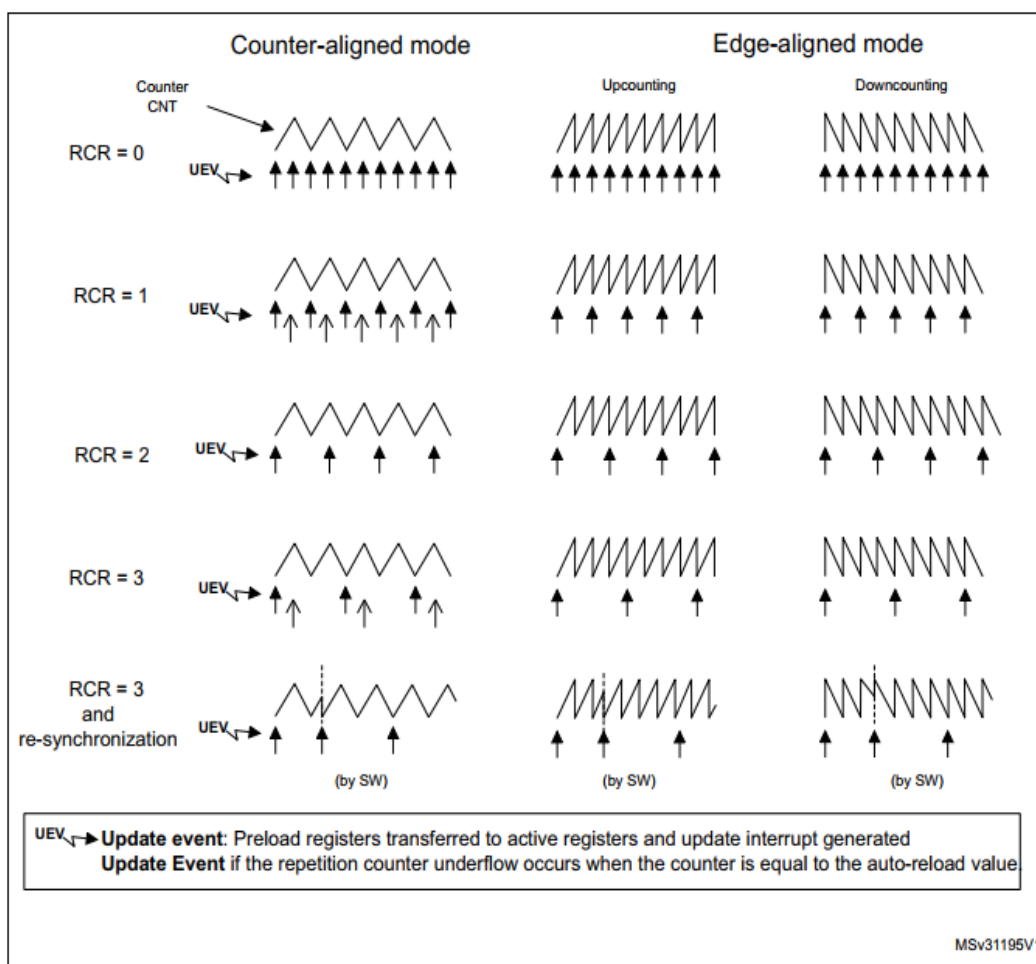 Counter-aligned mode
Edge-aligned mode
Counter
CNT
Upcounting
Downcounting
RCR = 0
UEV
RCR = 1
UEV
RCR = 2
UEV
RCR = 3
UEV
RCR = 3
and
re-synchronization
UEV
(by SW)
(by SW)
(by SW)
UEV Update event: Preload registers transferred to active registers and update interrupt generated
Update Event if the repetition counter underflow occurs when the counter is equal to the auto-reload value.
MSv31195V1